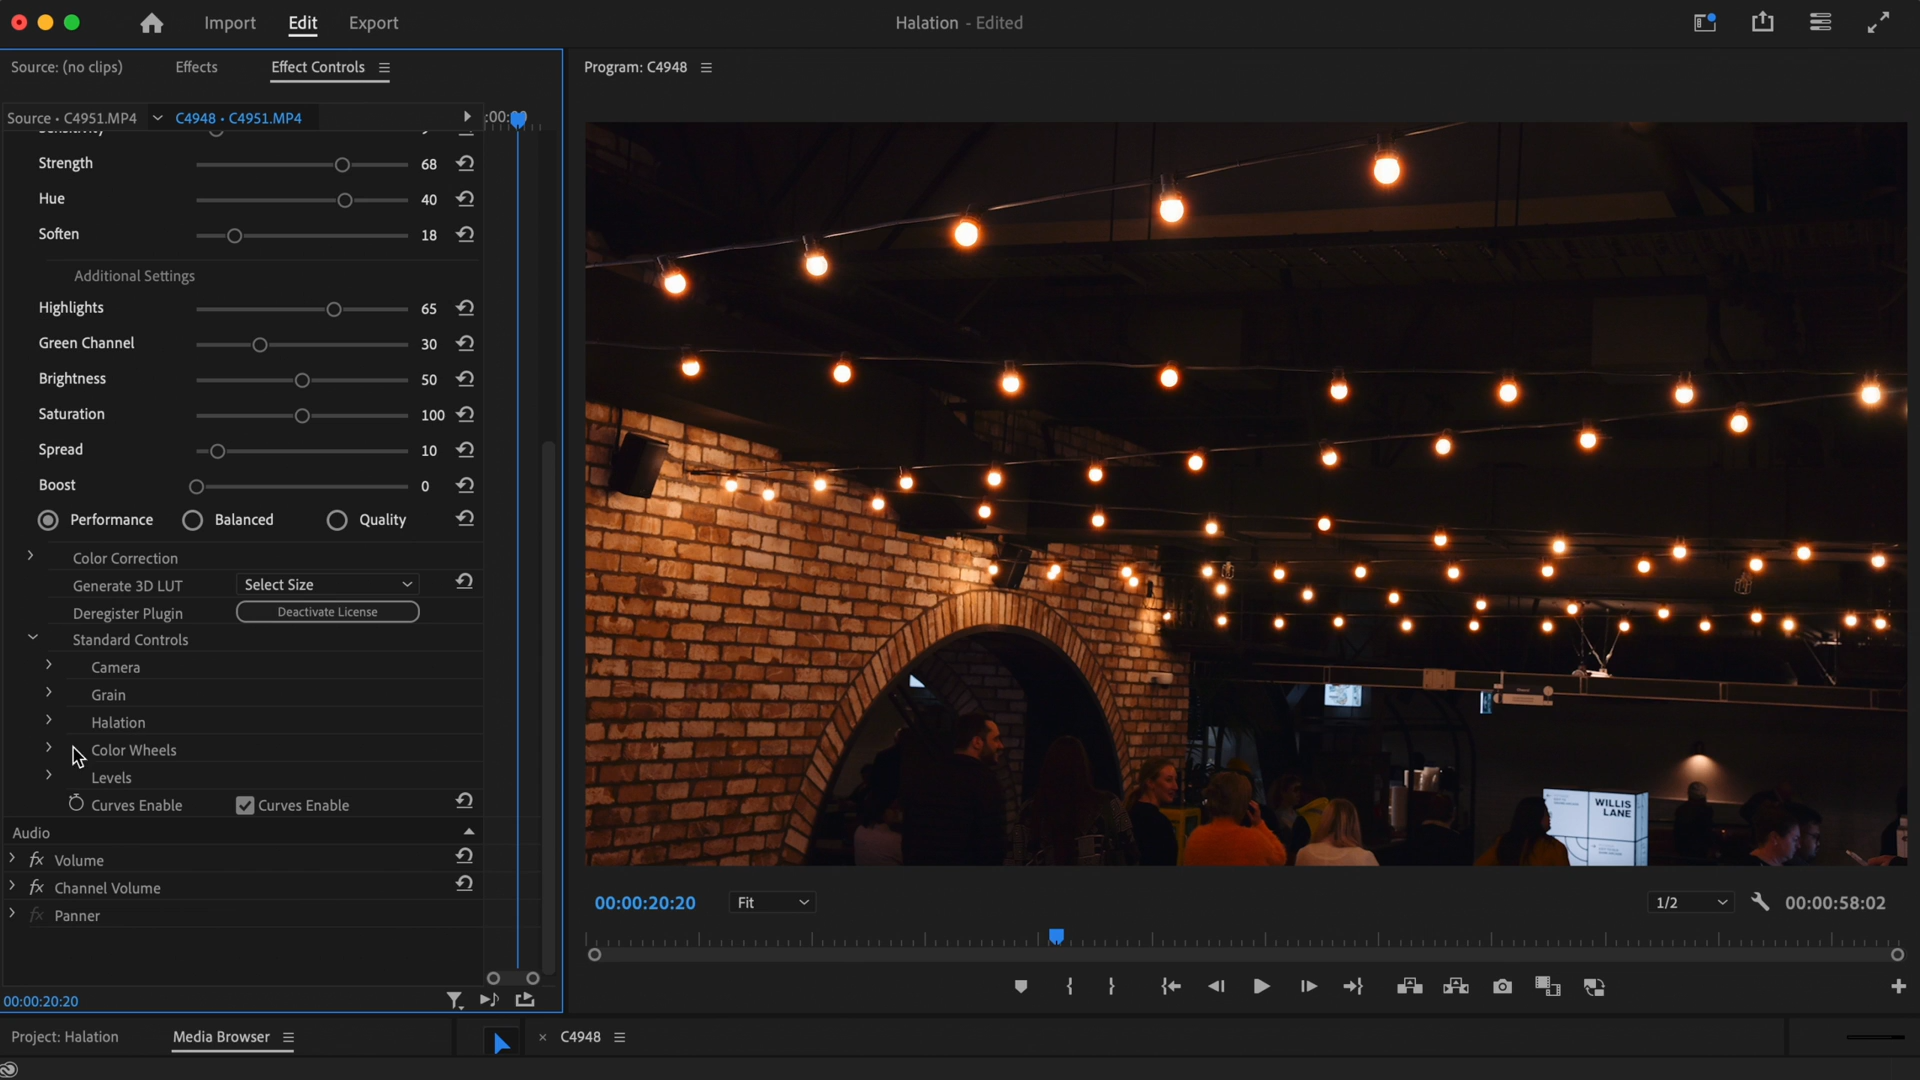 Import Edit Export Halation - Edited
Source: (no clips) Effects Effect Controls
Program: C4948
Source • C4951.MP4 C4948 • C4951.MP4
Strength 68
Hue 40
Soften 18
Additional Settings
Highlights 65
Green Channel 30
Brightness 50
Saturation 100
Spread 10
Boost 0
Performance Balanced Quality
Color Correction
Generate 3D LUT Select Size
Deregister Plugin Deactivate License
Standard Controls
Camera
Grain
Halation
Color Wheels
Levels
Curves Enable Curves Enable
Audio
fx Volume
fx Channel Volume
fx Panner
WILLIS
LANE
00:00:20:20 Fit 1/2 00:00:58:02
00:00:20:20
Project: Halation Media Browser × C4948